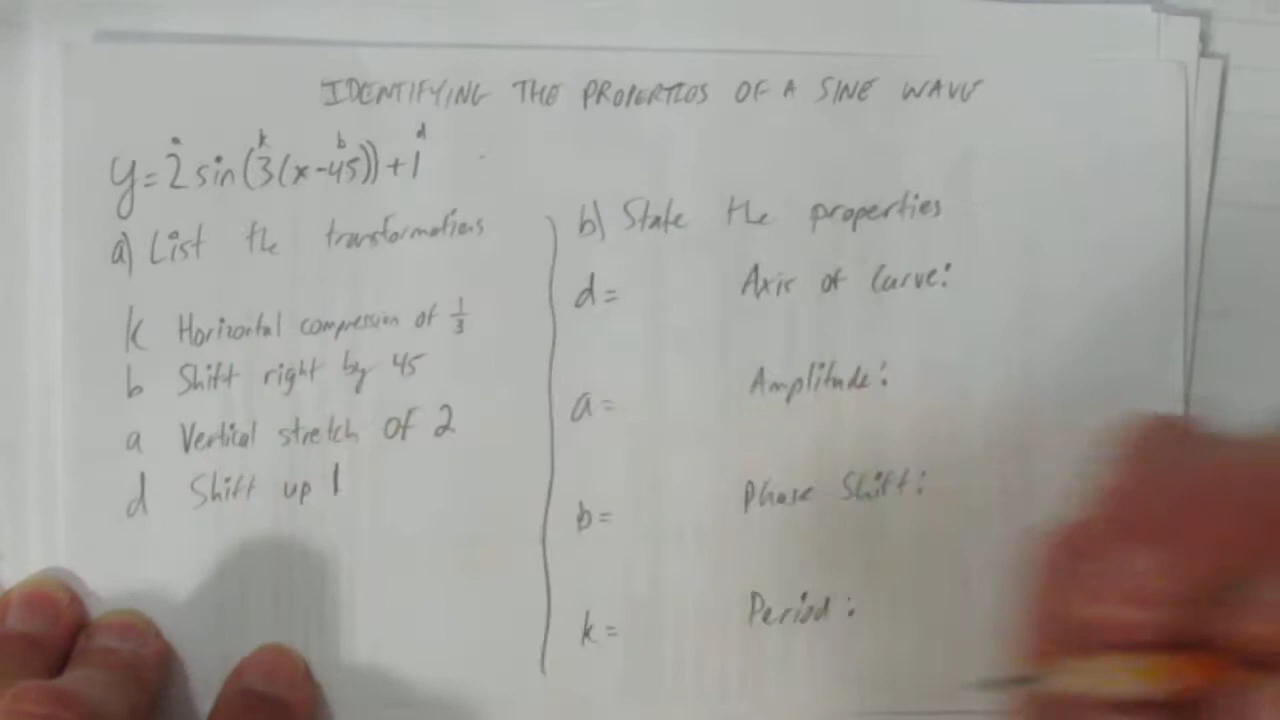 IDENTIFYING THE PROPERTIES OF A SINE WAVE
a k b d
y=2 sin(3(x-45))+1
a) List the transformations
k Horizontal compression of 1/3
b Shift right by 45
a Vertical stretch of 2
d Shift up 1
b) State the properties
d= Axis of Curve:
a= Amplitude:
b= Phase Shift:
k= Period: